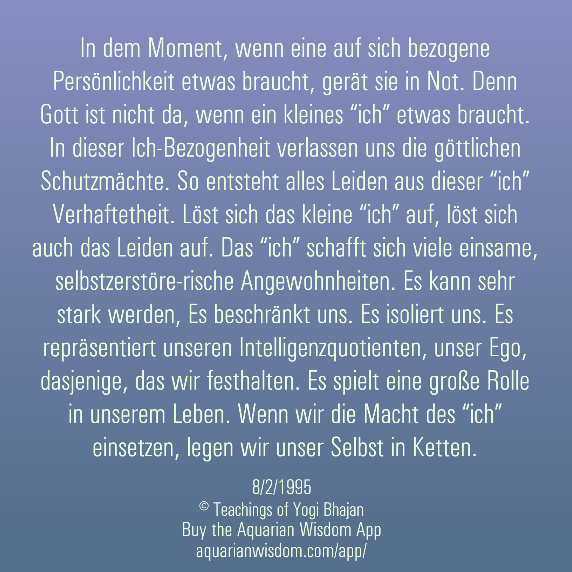 In dem Moment, wenn eine auf sich bezogene
Persönlichkeit etwas braucht, gerät sie in Not. Denn
Gott ist nicht da, wenn ein kleines “ich” etwas braucht.
In dieser Ich-Bezogenheit verlassen uns die göttlichen
Schutzmächte. So entsteht alles Leiden aus dieser “ich”
Verhaftetheit. Löst sich das kleine “ich” auf, löst sich
auch das Leiden auf. Das “ich” schafft sich viele einsame,
selbstzerstöre-rische Angewohnheiten. Es kann sehr
stark werden, Es beschränkt uns. Es isoliert uns. Es
repräsentiert unseren Intelligenzquotienten, unser Ego,
dasjenige, das wir festhalten. Es spielt eine große Rolle
in unserem Leben. Wenn wir die Macht des “ich”
einsetzen, legen wir unser Selbst in Ketten.
8/2/1995
© Teachings of Yogi Bhajan
Buy the Aquarian Wisdom App
aquarianwisdom.com/app/